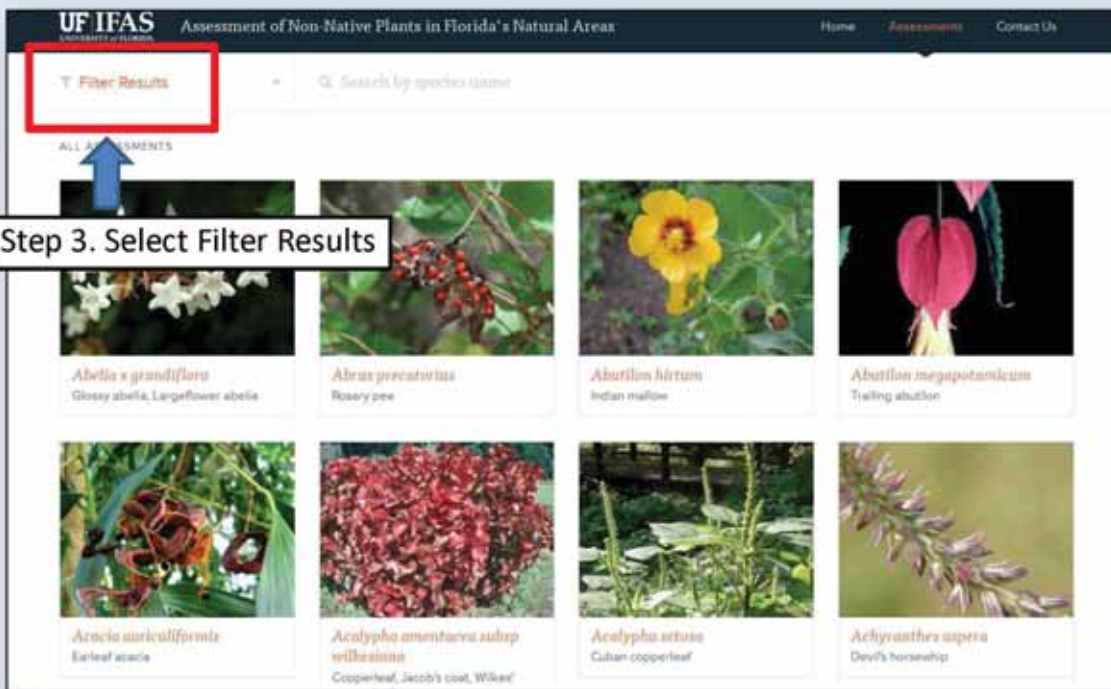 UF IFAS Assessment of Non-Native Plants in Florida's Natural Areas Home Assessments Contact Us
UNIVERSITY of FLORIDA
Filter Results Search by species name
ALL ASSESSMENTS
Step 3. Select Filter Results
Abelia x grandiflora
Glossy abelia, Largeflower abelia
Abrus precatorius
Rosary pea
Abutilon hirtum
Indian mallow
Abutilon megapotamicum
Trailing abutilon
Acacia auriculiformis
Earleaf acacia
Acalypha amentacea subsp
wilkesiana
Copperleaf, Jacob's coat, Wilkes'
Acalypha setosa
Cuban copperleaf
Achyranthes aspera
Devil's horsewhip